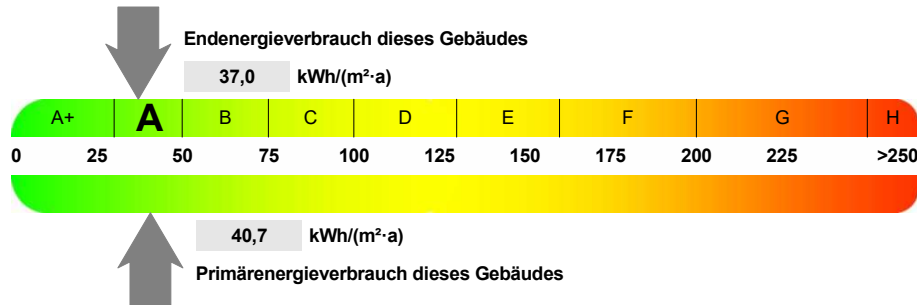 Endenergieverbrauch dieses Gebäudes
37,0 kWh/(m²·a)
A+ A B C D E F G H
0 25 50 75 100 125 150 175 200 225 >250
40,7 kWh/(m²·a)
Primärenergieverbrauch dieses Gebäudes